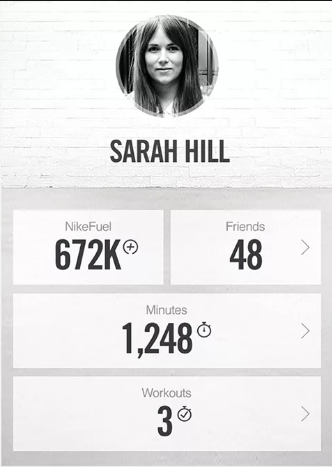 SARAH HILL
NikeFuel
672K
Friends
48
Minutes
1,248
Workouts
3